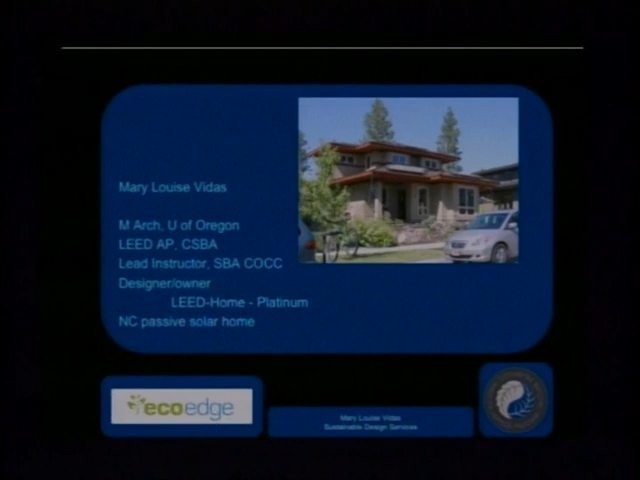 Mary Louise Vidas
M Arch, U of Oregon
LEED AP, CSBA
Lead Instructor, SBA COCC
Designer/owner
LEED-Home - Platinum
NC passive solar home
ecoedge
Mary Louise Vidas
Sustainable Design Services